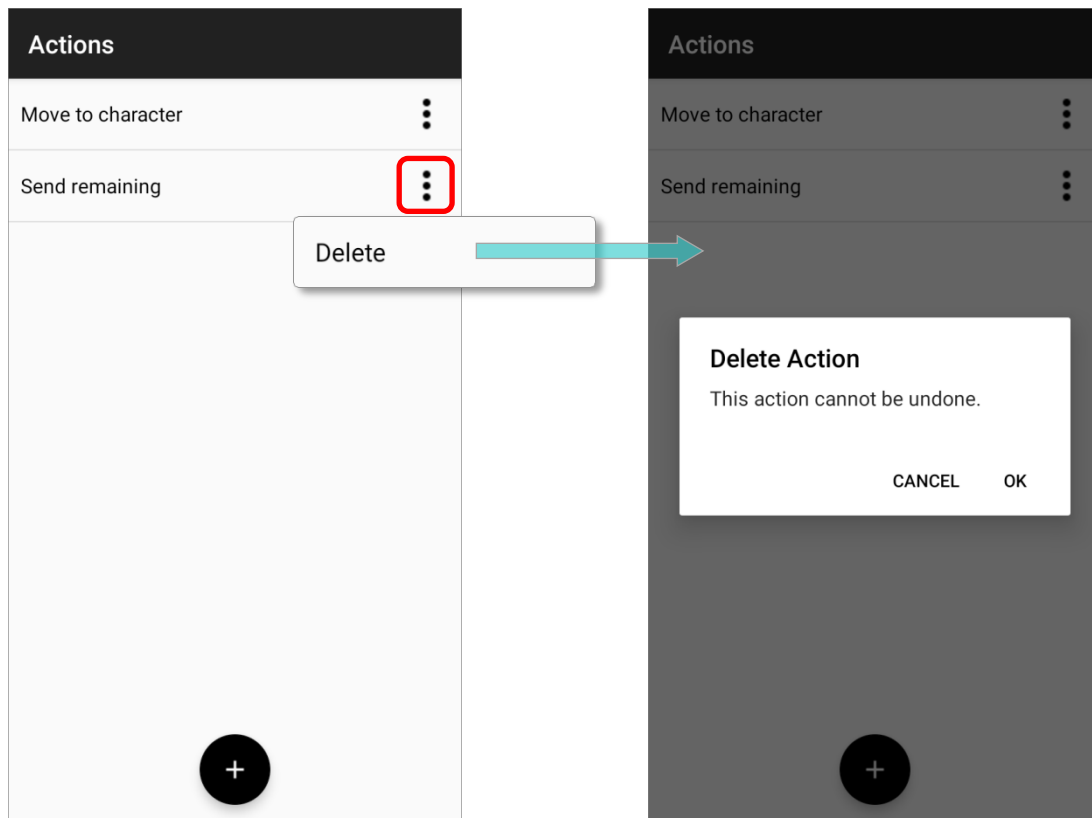 Actions
Move to character
Send remaining
Delete
Actions
Move to character
Send remaining
Delete Action
This action cannot be undone.
CANCEL OK